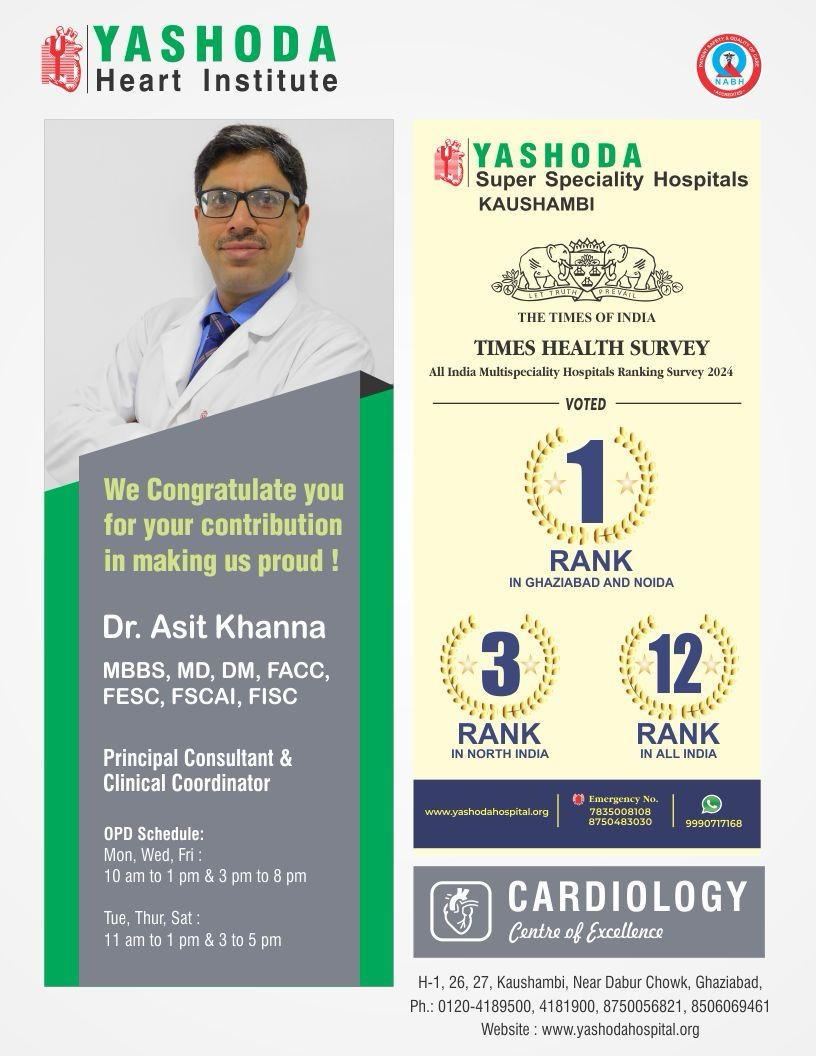 YASHODA
Heart Institute
PATIENT SAFETY & QUALITY OF CARE
NABH
ACCREDITED
We Congratulate you
for your contribution
in making us proud !
Dr. Asit Khanna
MBBS, MD, DM, FACC,
FESC, FSCAI, FISC
Principal Consultant &
Clinical Coordinator
OPD Schedule:
Mon, Wed, Fri :
10 am to 1 pm & 3 pm to 8 pm
Tue, Thur, Sat :
11 am to 1 pm & 3 to 5 pm
YASHODA
Super Speciality Hospitals
KAUSHAMBI
LET TRUTH PREVAIL
THE TIMES OF INDIA
TIMES HEALTH SURVEY
All India Multispeciality Hospitals Ranking Survey 2024
VOTED
1
RANK
IN GHAZIABAD AND NOIDA
3
RANK
IN NORTH INDIA
12
RANK
IN ALL INDIA
www.yashodahospital.org
Emergency No.
7835008108
8750483030
9990717168
CARDIOLOGY
Centre of Excellence
H-1, 26, 27, Kaushambi, Near Dabur Chowk, Ghaziabad,
Ph.: 0120-4189500, 4181900, 8750056821, 8506069461
Website : www.yashodahospital.org